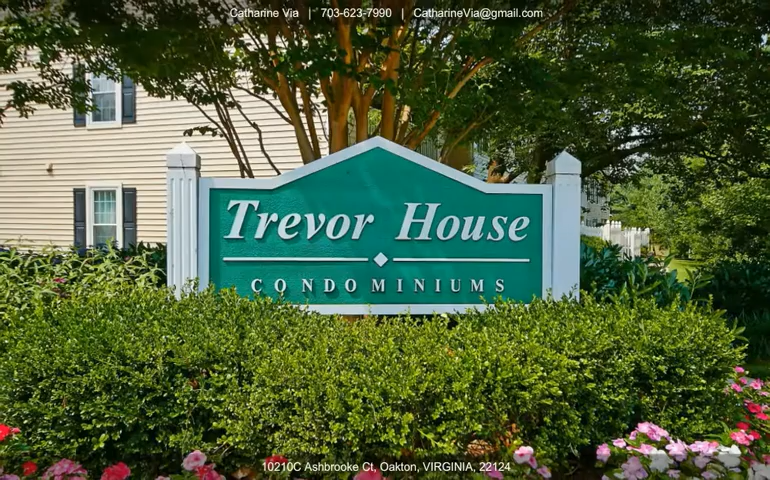 Catharine Via | 703-623-7990 | CatharineVia@gmail.com
Trevor House
CONDOMINIUMS
10210C Ashbrooke Ct, Oakton, VIRGINIA, 22124